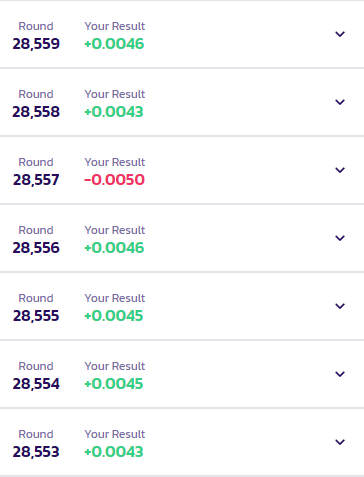 Round Your Result
28,559 +0.0046
Round Your Result
28,558 +0.0043
Round Your Result
28,557 -0.0050
Round Your Result
28,556 +0.0046
Round Your Result
28,555 +0.0045
Round Your Result
28,554 +0.0045
Round Your Result
28,553 +0.0043